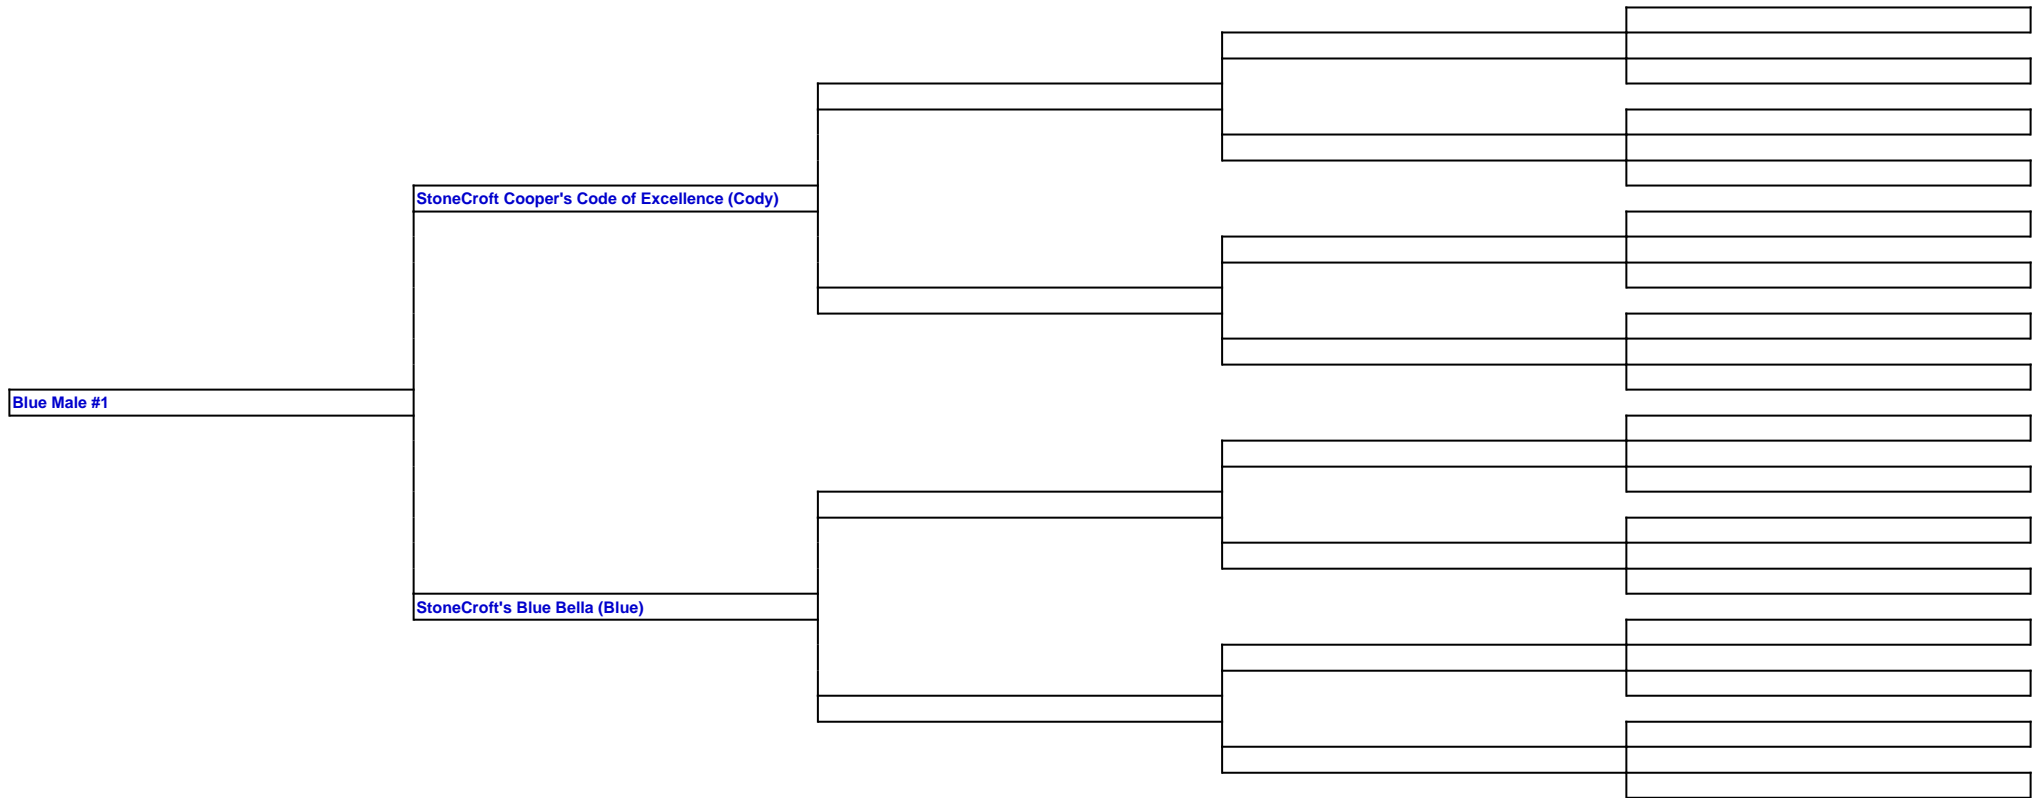 StoneCroft Cooper's Code of Excellence (Cody)
Blue Male #1
StoneCroft's Blue Bella (Blue)